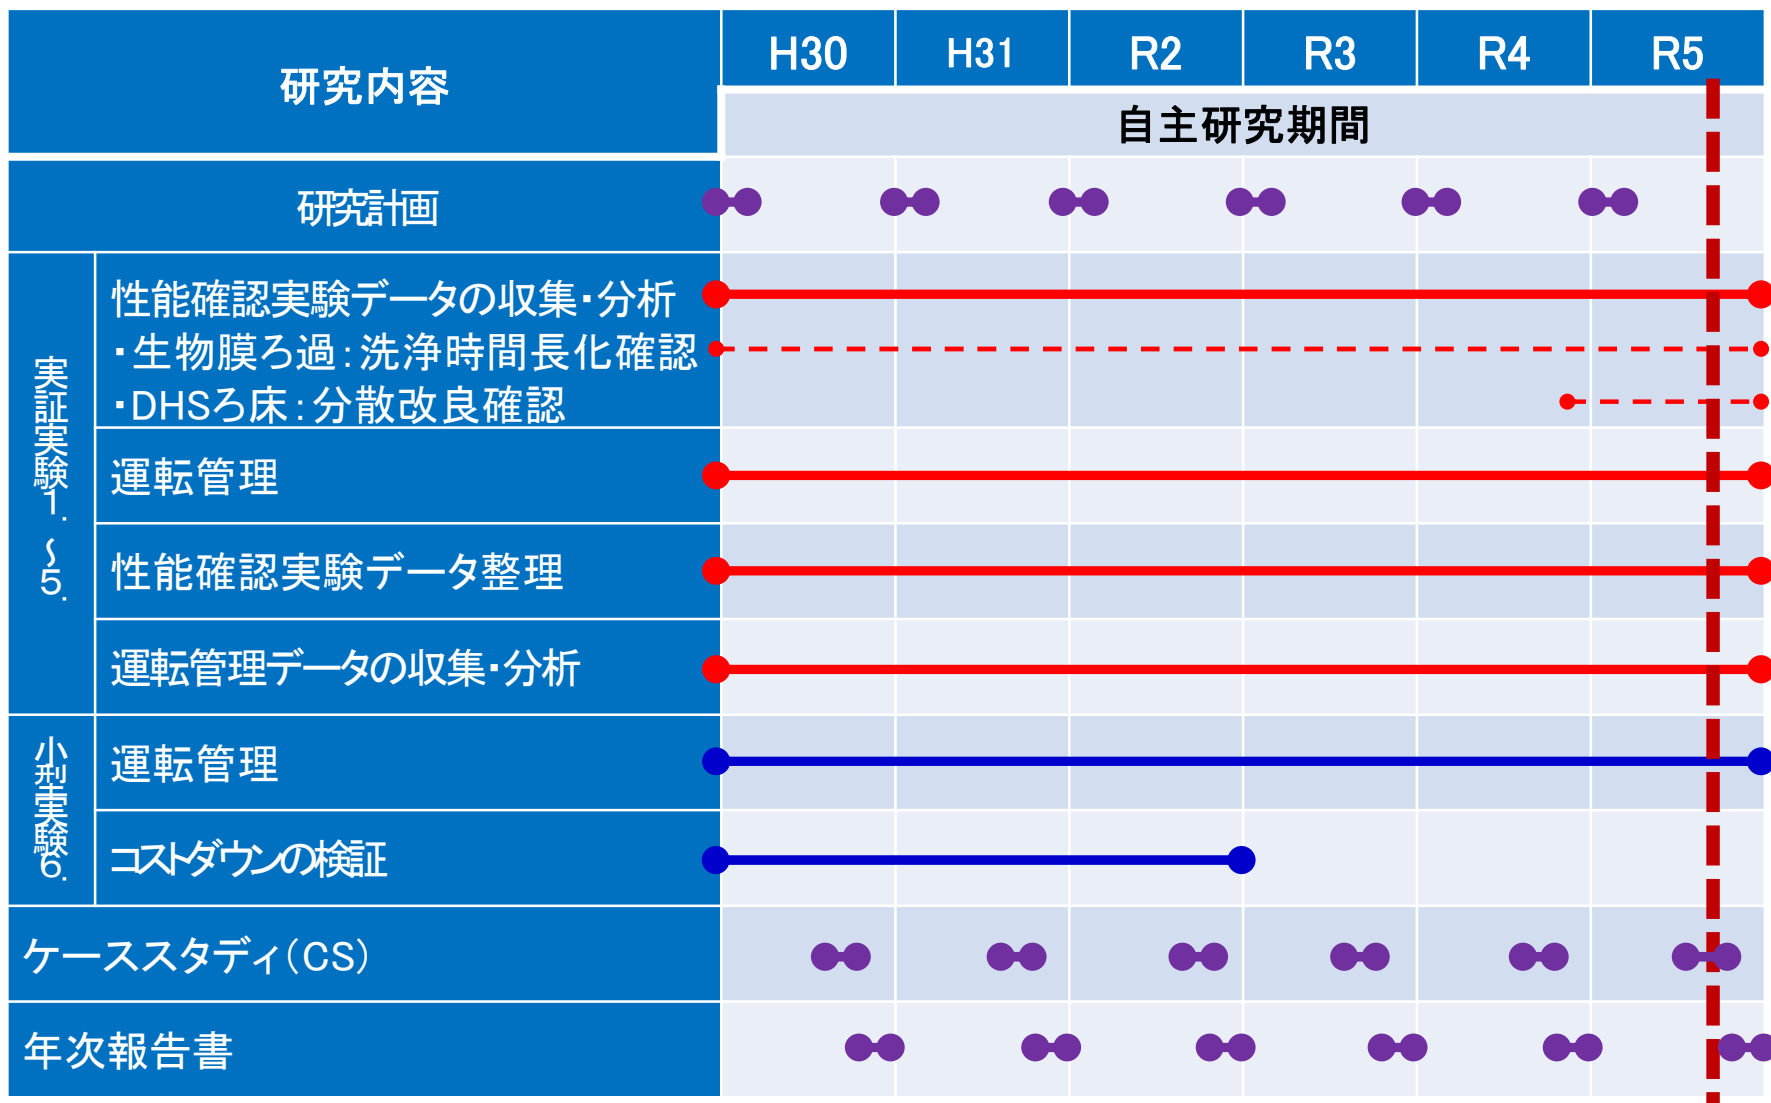 研究内容
H30
H31
R2
R3
R4
R5
自主研究期間
研究計画
実証実験1.～5.
性能確認実験データの収集・分析
・生物膜ろ過：洗浄時間長化確認
・DHSろ床：分散改良確認
運転管理
性能確認実験データ整理
運転管理データの収集・分析
小型実験6.
運転管理
コストダウンの検証
ケーススタディ（CS）
年次報告書